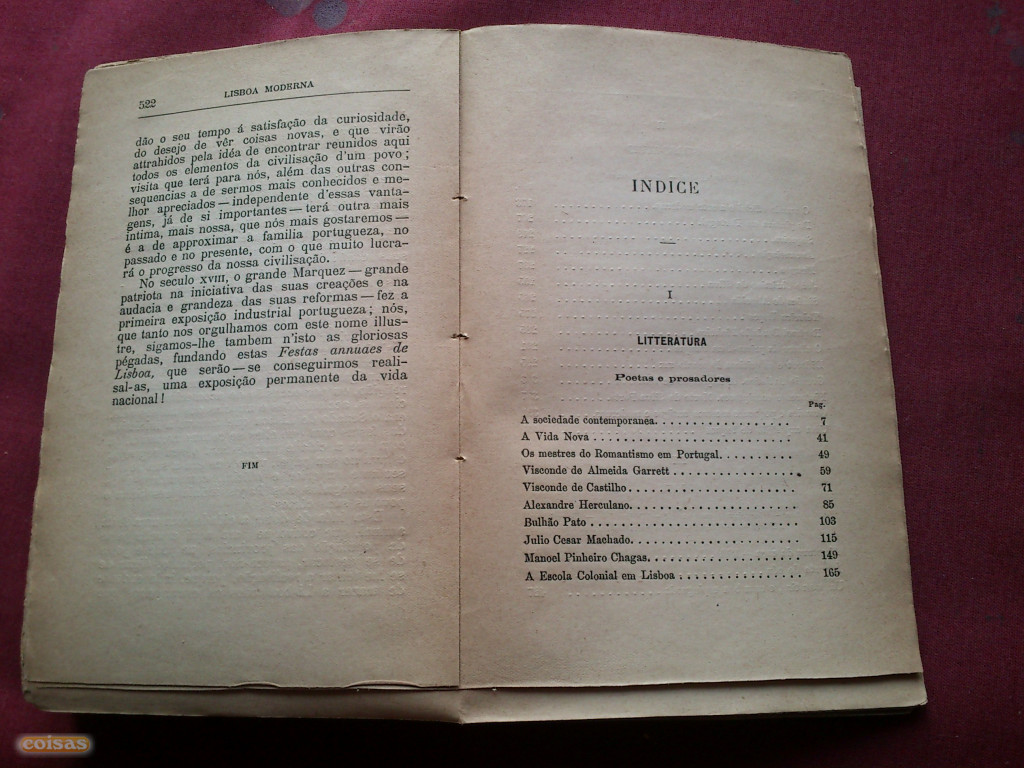 522
LISBOA MODERNA
dão o seu tempo á satisfação da curiosidade,
do desejo de vêr coisas novas, e que virão
attrahidos pela idéa de encontrar reunidos aqui
todos os elementos da civilisação d'um povo;
visita que terá para nós, além das outras con-
sequencias a de sermos mais conhecidos e me-
lhor apreciados — independente d'essas vanta-
gens, já de si importantes — terá outra mais
intima, mais nossa, que nós mais gostaremos —
é a de approximar a familia portugueza, no
passado e no presente, com o que muito lucra-
rá o progresso da nossa civilisação.
No seculo XVIII, o grande Marquez — grande
patriota na iniciativa das suas creações e na
audacia e grandeza das suas reformas — fez a
primeira exposição industrial portugueza; nós,
que tanto nos orgulhamos com este nome illus-
tre, sigamos-lhe tambem n'isto as gloriosas
pégadas, fundando estas Festas annuaes de
Lisboa, que serão — se conseguirmos reali-
sal-as, uma exposição permanente da vida
nacional!
FIM
INDICE
I
LITTERATURA
Poetas e prosadores
Pag.
A sociedade contemporanea. . . . . . . . . . . . . . . . . . 7
A Vida Nova . . . . . . . . . . . . . . . . . . . . . . . . . . 41
Os mestres do Romantismo em Portugal. . . . . . . . . . 49
Visconde de Almeida Garrett . . . . . . . . . . . . . . . . . 59
Visconde de Castilho . . . . . . . . . . . . . . . . . . . . . . 71
Alexandre Herculano. . . . . . . . . . . . . . . . . . . . . . 85
Bulhão Pato . . . . . . . . . . . . . . . . . . . . . . . . . . 103
Julio Cesar Machado. . . . . . . . . . . . . . . . . . . . . . 115
Manoel Pinheiro Chagas. . . . . . . . . . . . . . . . . . . . 149
A Escola Colonial em Lisboa . . . . . . . . . . . . . . . . 165
coisas